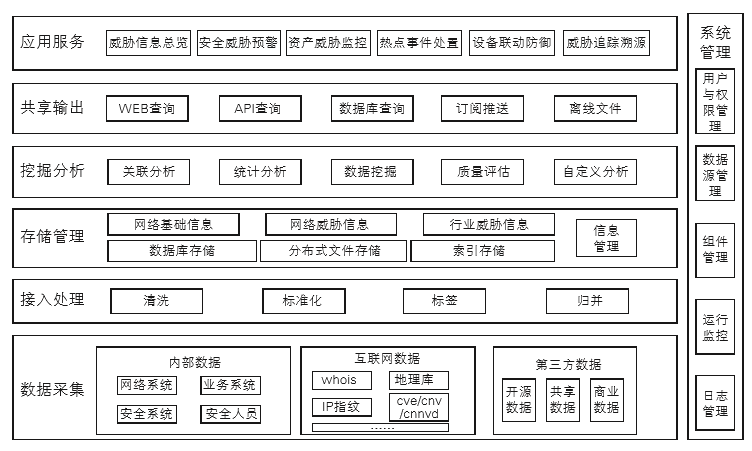 应用服务
威胁信息总览
安全威胁预警
资产威胁监控
热点事件处置
设备联动防御
威胁追踪溯源
共享输出
WEB查询
API查询
数据库查询
订阅推送
离线文件
挖掘分析
关联分析
统计分析
数据挖掘
质量评估
自定义分析
存储管理
网络基础信息
网络威胁信息
行业威胁信息
数据库存储
分布式文件存储
索引存储
信息
管理
接入处理
清洗
标准化
标签
归并
数据采集
内部数据
网络系统
业务系统
安全系统
安全人员
互联网数据
whois
地理库
IP指纹
cve/cnv
/cnnvd
……
第三方数据
开源
数据
共享
数据
商业
数据
系统
管理
用户
与权
限管
理
数据
源管
理
组件
管理
运行
监控
日志
管理